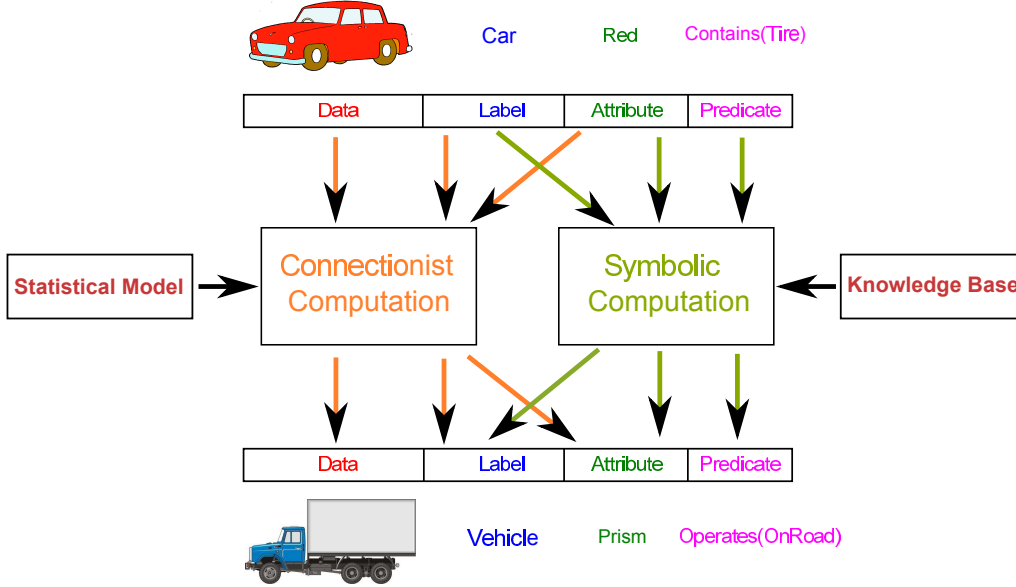 Car Red Contains(Tire)
Data Label Attribute Predicate
Connectionist
Computation
Symbolic
Computation
Statistical Model
Knowledge Base
Data Label Attribute Predicate
Vehicle Prism Operates(OnRoad)